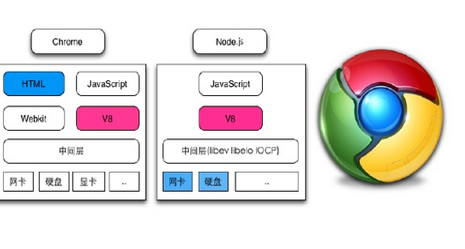 Chrome
Node.js
HTML
JavaScript
JavaScript
Webkit
V8
V8
中间层
中间层(libev libeio IOCP)
网卡
硬盘
显卡
...
网卡
硬盘
...